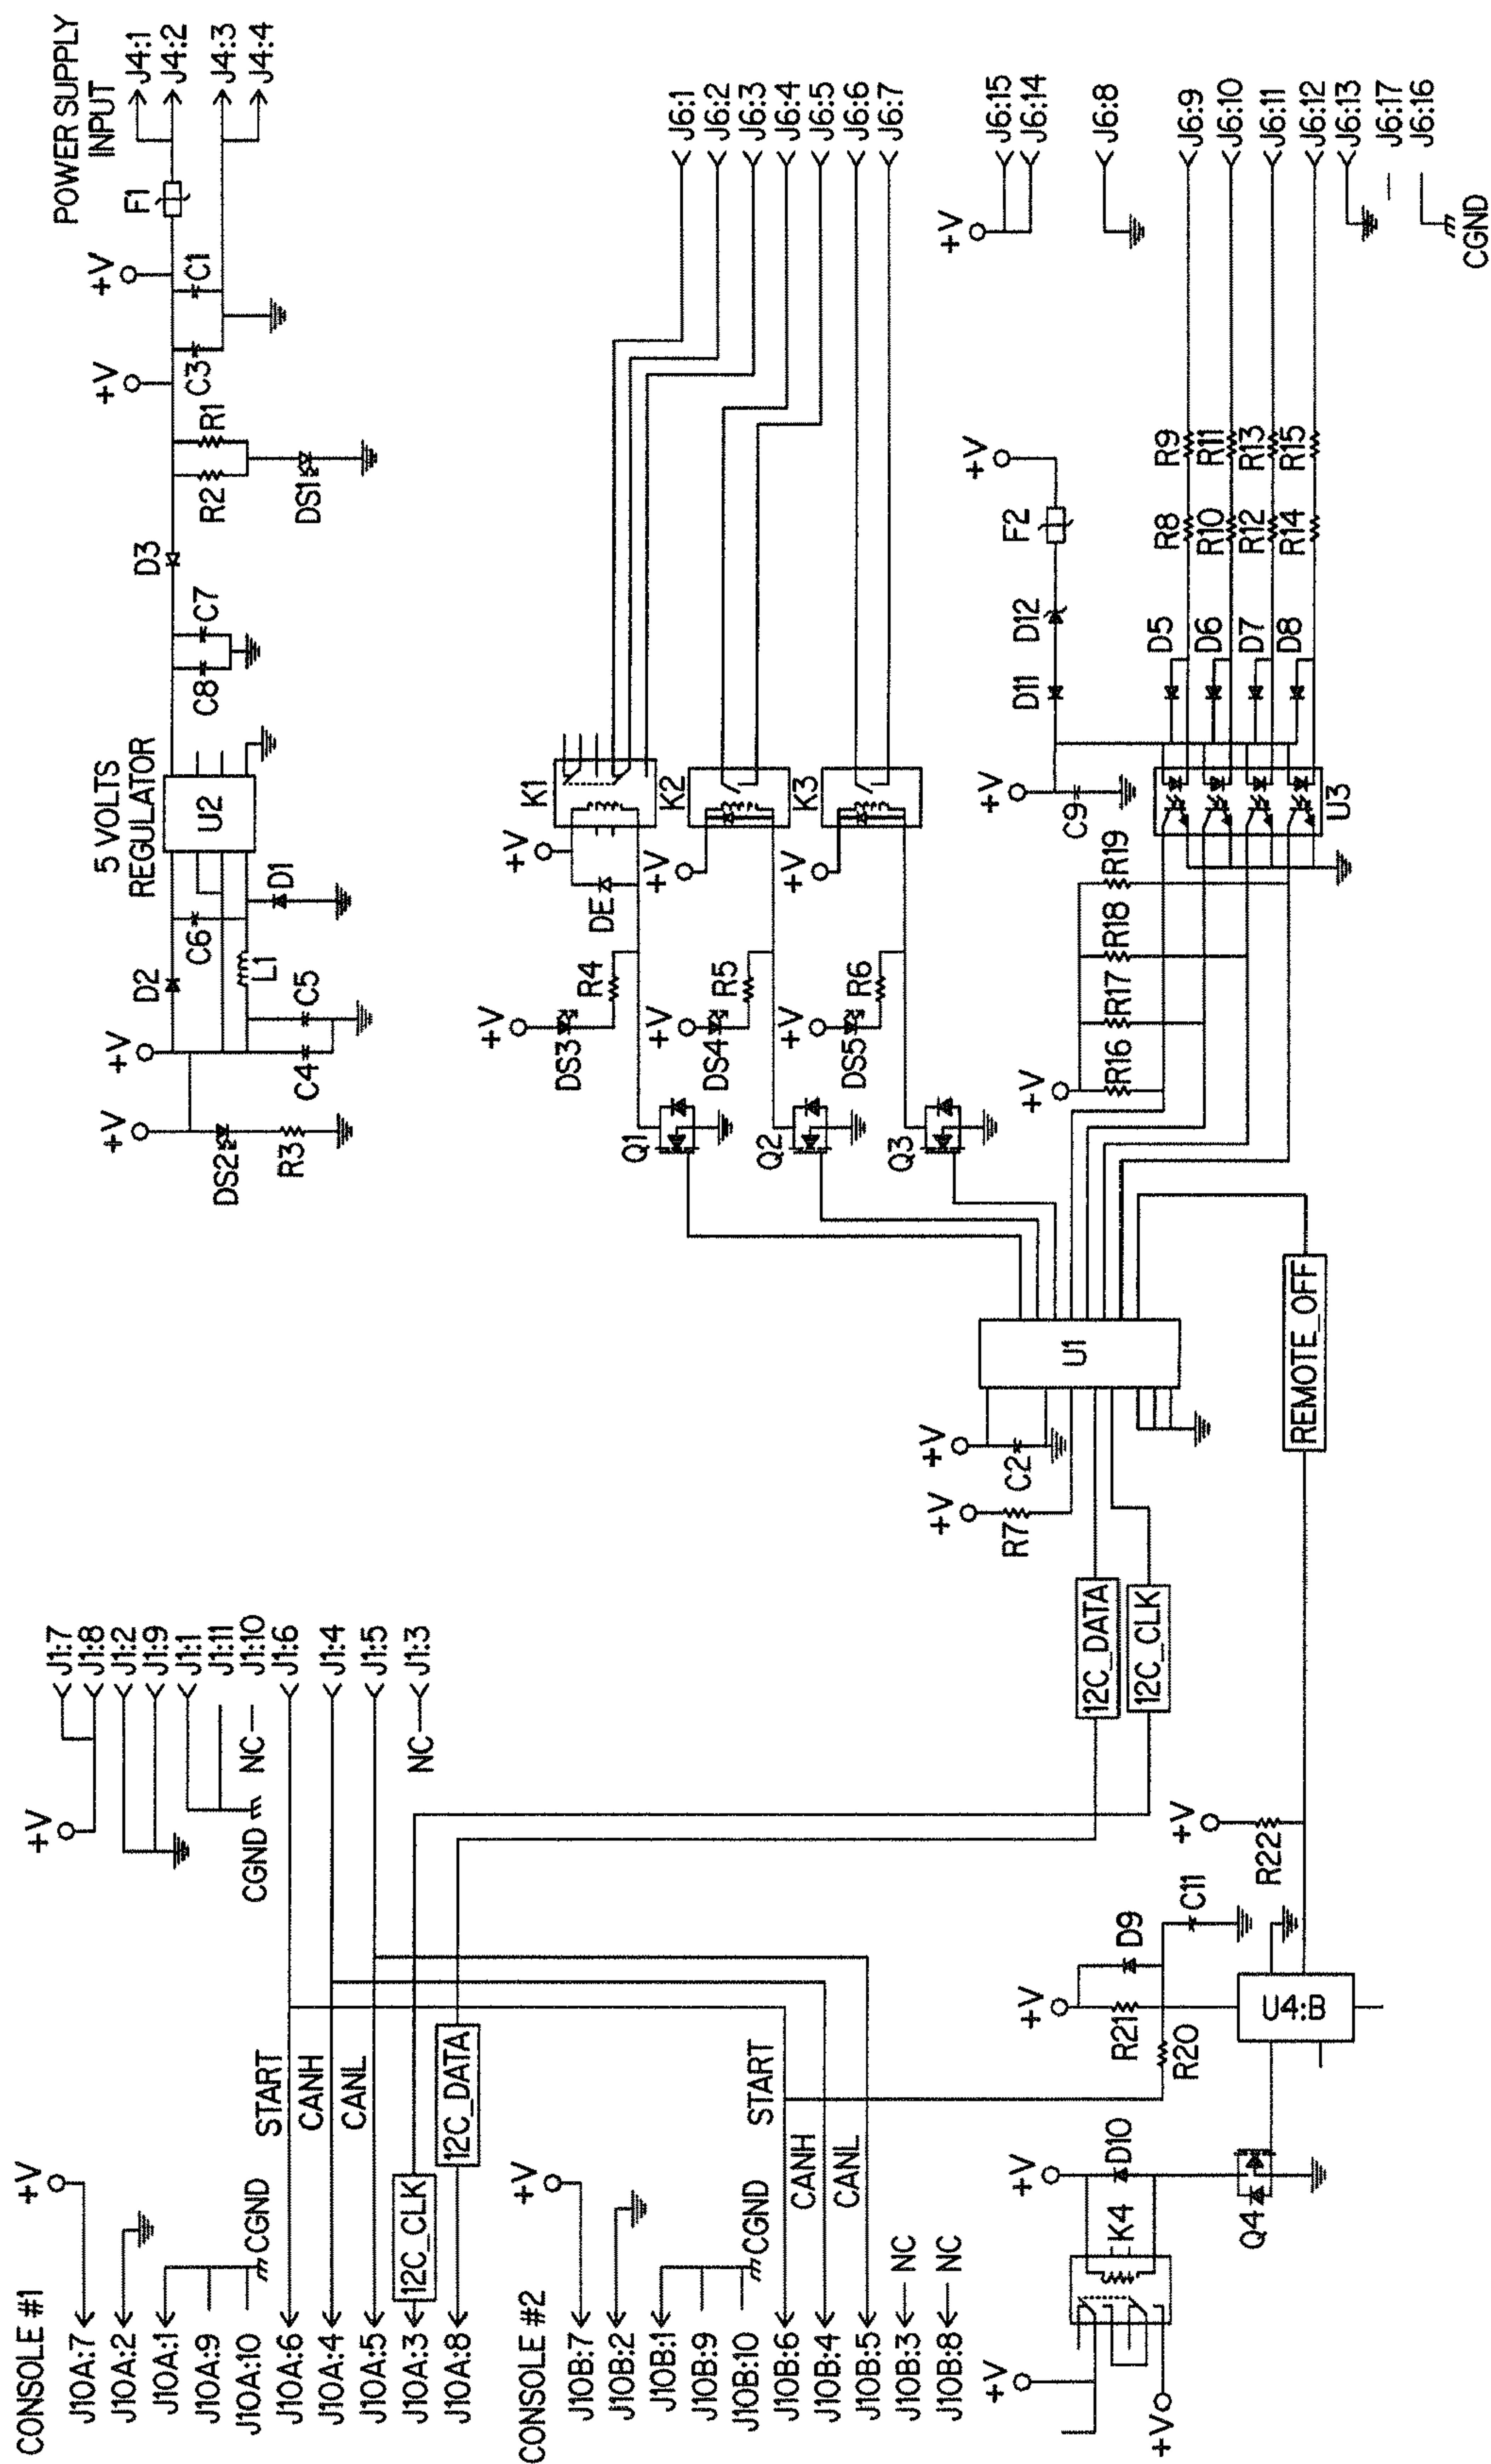 CONSOLE #1
+V
J10A:7
J10A:2
J10A:1
J10A:9
J10A:10
CGND
J10A:6
START
J10A:4
CANH
J10A:5
CANL
J10A:3
12C_CLK
J10A:8
12C_DATA
+V
J1:7
J1:8
J1:2
J1:9
J1:1
J1:11
NC
J1:10
CGND
J1:6
J1:4
J1:5
NC
J1:3
CONSOLE #2
+V
J10B:7
J10B:2
J10B:1
J10B:9
J10B:10
CGND
J10B:6
START
J10B:4
CANH
J10B:5
CANL
J10B:3
NC
J10B:8
NC
+V
+V
+V
K4
D10
Q4
+V
R21
D9
R20
C11
U4:B
+V
R22
REMOTE_OFF
12C_DATA
12C_CLK
+V
R7
+V
C2
U1
+V
DS2
R3
+V
C4
C5
D2
L1
C6
D1
5 VOLTS
REGULATOR
U2
C8
C7
D3
R2
R1
DS1
+V
C3
+V
C1
F1
POWER SUPPLY
INPUT
J4:1
J4:2
J4:3
J4:4
Q1
+V
DS3
R4
DE
+V
K1
J6:1
J6:2
J6:3
Q2
+V
DS4
R5
+V
K2
J6:4
J6:5
Q3
+V
DS5
R6
+V
K3
J6:6
J6:7
+V
R16
R17
R18
R19
+V
C9
U3
D11
D12
F2
+V
+V
J6:15
J6:14
J6:8
D5
R8
R9
J6:9
D6
R10
R11
J6:10
D7
R12
R13
J6:11
D8
R14
R15
J6:12
J6:13
J6:17
J6:16
CGND